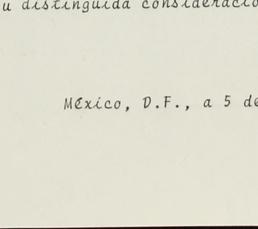 u distinguida consideració
México, D.F., a 5 de